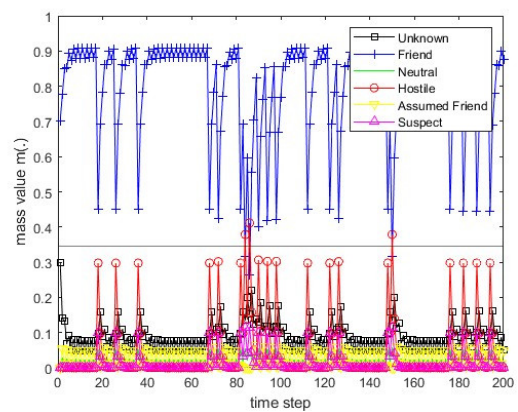 1
0.9
0.8
0.7
0.6
0.5
0.4
0.3
0.2
0.1
0
mass value m(.)
Unknown
Friend
Neutral
Hostile
Assumed Friend
Suspect
0 20 40 60 80 100 120 140 160 180 200
time step